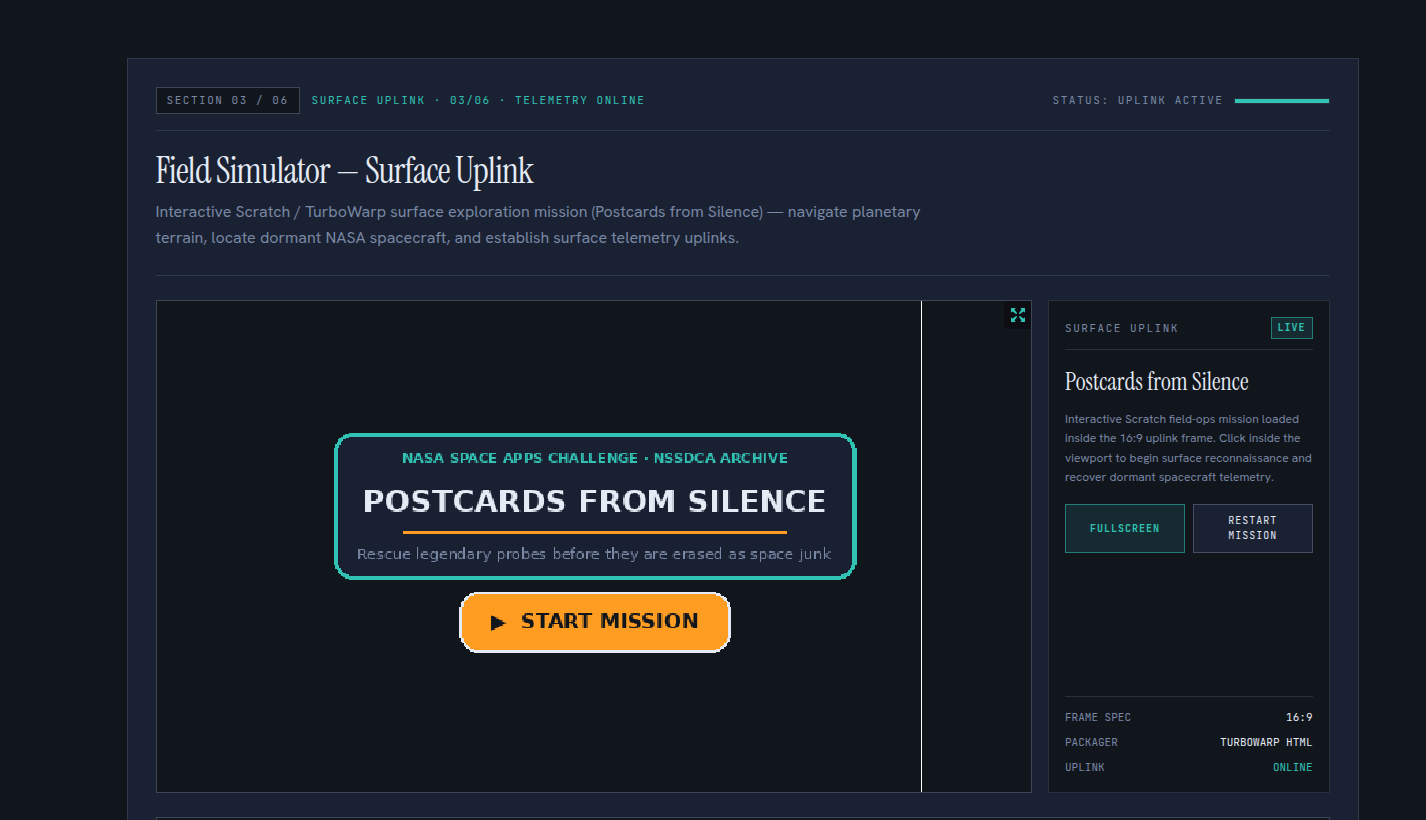 SECTION 03 / 06
SURFACE UPLINK · 03/06 · TELEMETRY ONLINE
STATUS: UPLINK ACTIVE
Field Simulator — Surface Uplink
Interactive Scratch / TurboWarp surface exploration mission (Postcards from Silence) — navigate planetary
terrain, locate dormant NASA spacecraft, and establish surface telemetry uplinks.
NASA SPACE APPS CHALLENGE · NSSDCA ARCHIVE
POSTCARDS FROM SILENCE
Rescue legendary probes before they are erased as space junk
▶ START MISSION
SURFACE UPLINK
LIVE
Postcards from Silence
Interactive Scratch field-ops mission loaded
inside the 16:9 uplink frame. Click inside the
viewport to begin surface reconnaissance and
recover dormant spacecraft telemetry.
FULLSCREEN
RESTART
MISSION
FRAME SPEC 16:9
PACKAGER TURBOWARP HTML
UPLINK ONLINE